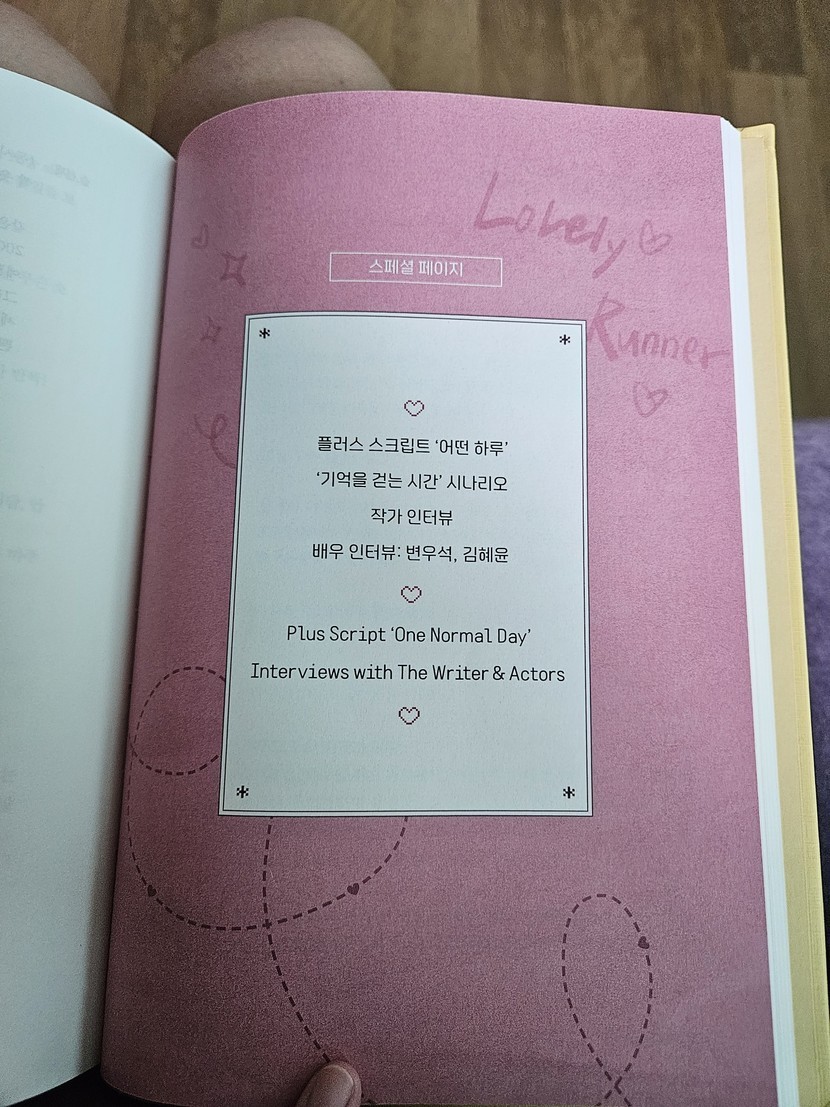 Lovely
Runner
스페셜 페이지
플러스 스크립트 ‘어떤 하루’
‘기억을 걷는 시간’ 시나리오
작가 인터뷰
배우 인터뷰: 변우석, 김혜윤
Plus Script ‘One Normal Day’
Interviews with The Writer & Actors